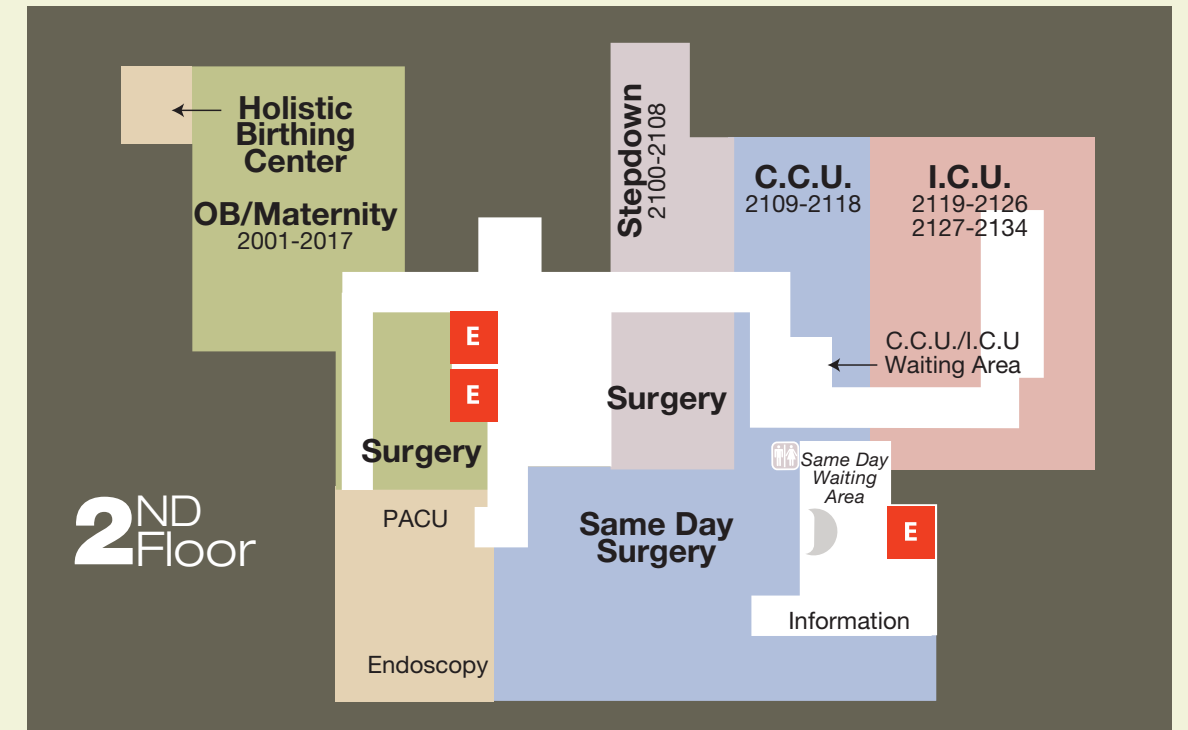 Holistic
Birthing
Center
OB/Maternity
2001-2017
Stepdown
2100-2108
C.C.U.
2109-2118
I.C.U.
2119-2126
2127-2134
E
E
C.C.U./I.C.U
Waiting Area
Surgery
Surgery
Same Day
Waiting
Area
2ND
Floor
PACU
Same Day
Surgery
E
Information
Endoscopy